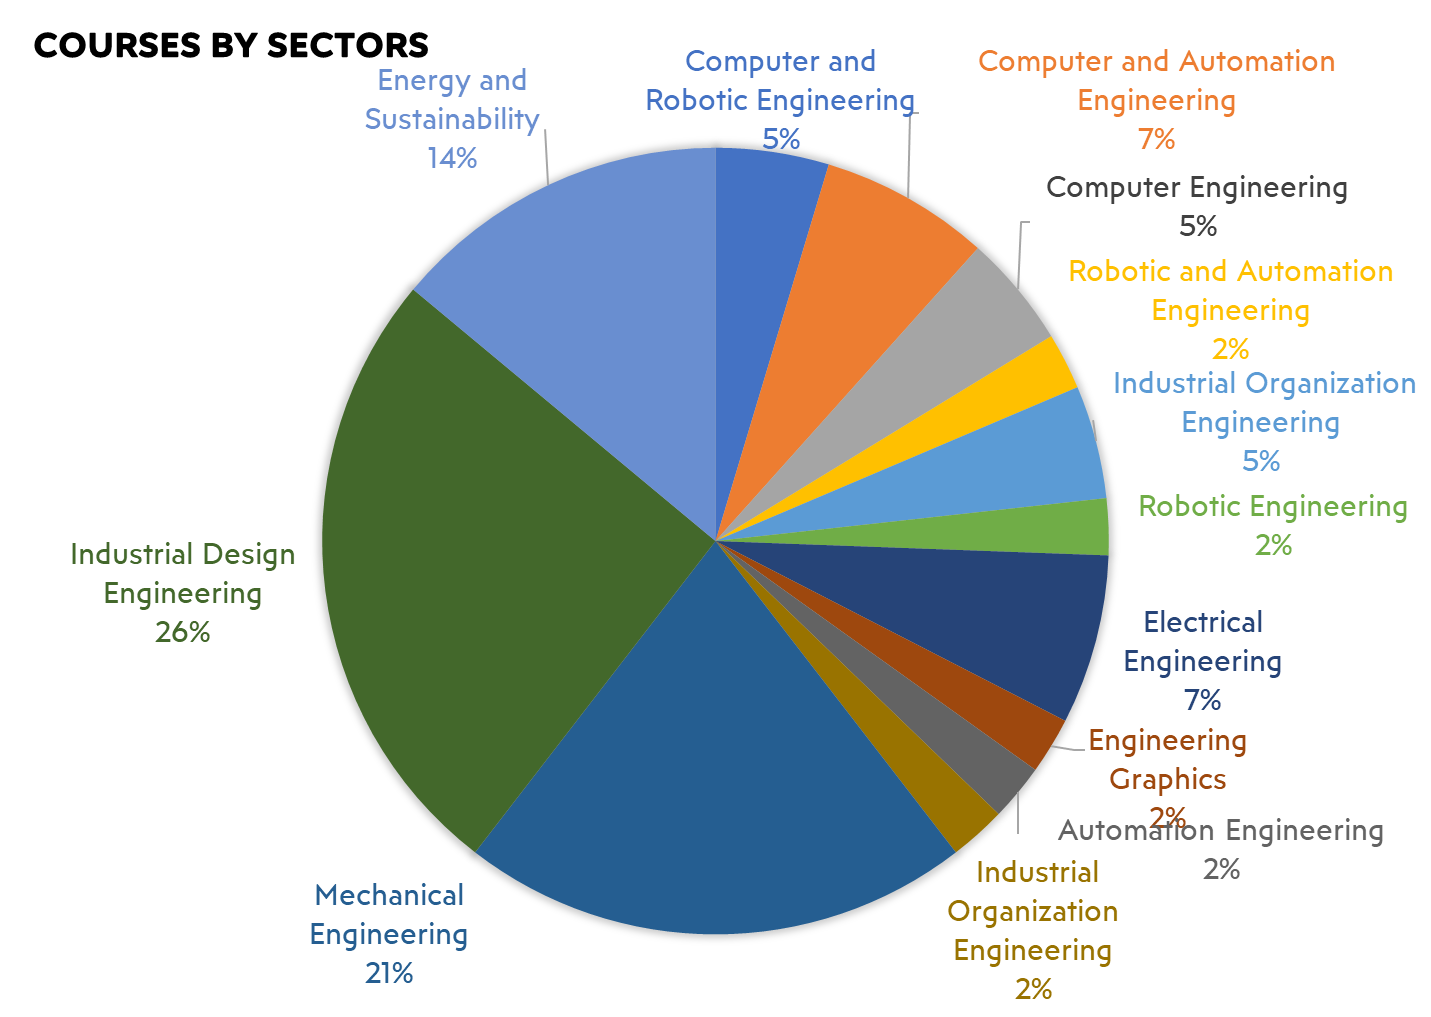 COURSES BY SECTORS
Energy and
Sustainability
14%
Computer and
Robotic Engineering
5%
Computer and Automation
Engineering
7%
Computer Engineering
5%
Robotic and Automation
Engineering
2%
Industrial Organization
Engineering
5%
Robotic Engineering
2%
Electrical
Engineering
7%
Engineering
Graphics
2%
Automation Engineering
2%
Industrial
Organization
Engineering
2%
Mechanical
Engineering
21%
Industrial Design
Engineering
26%